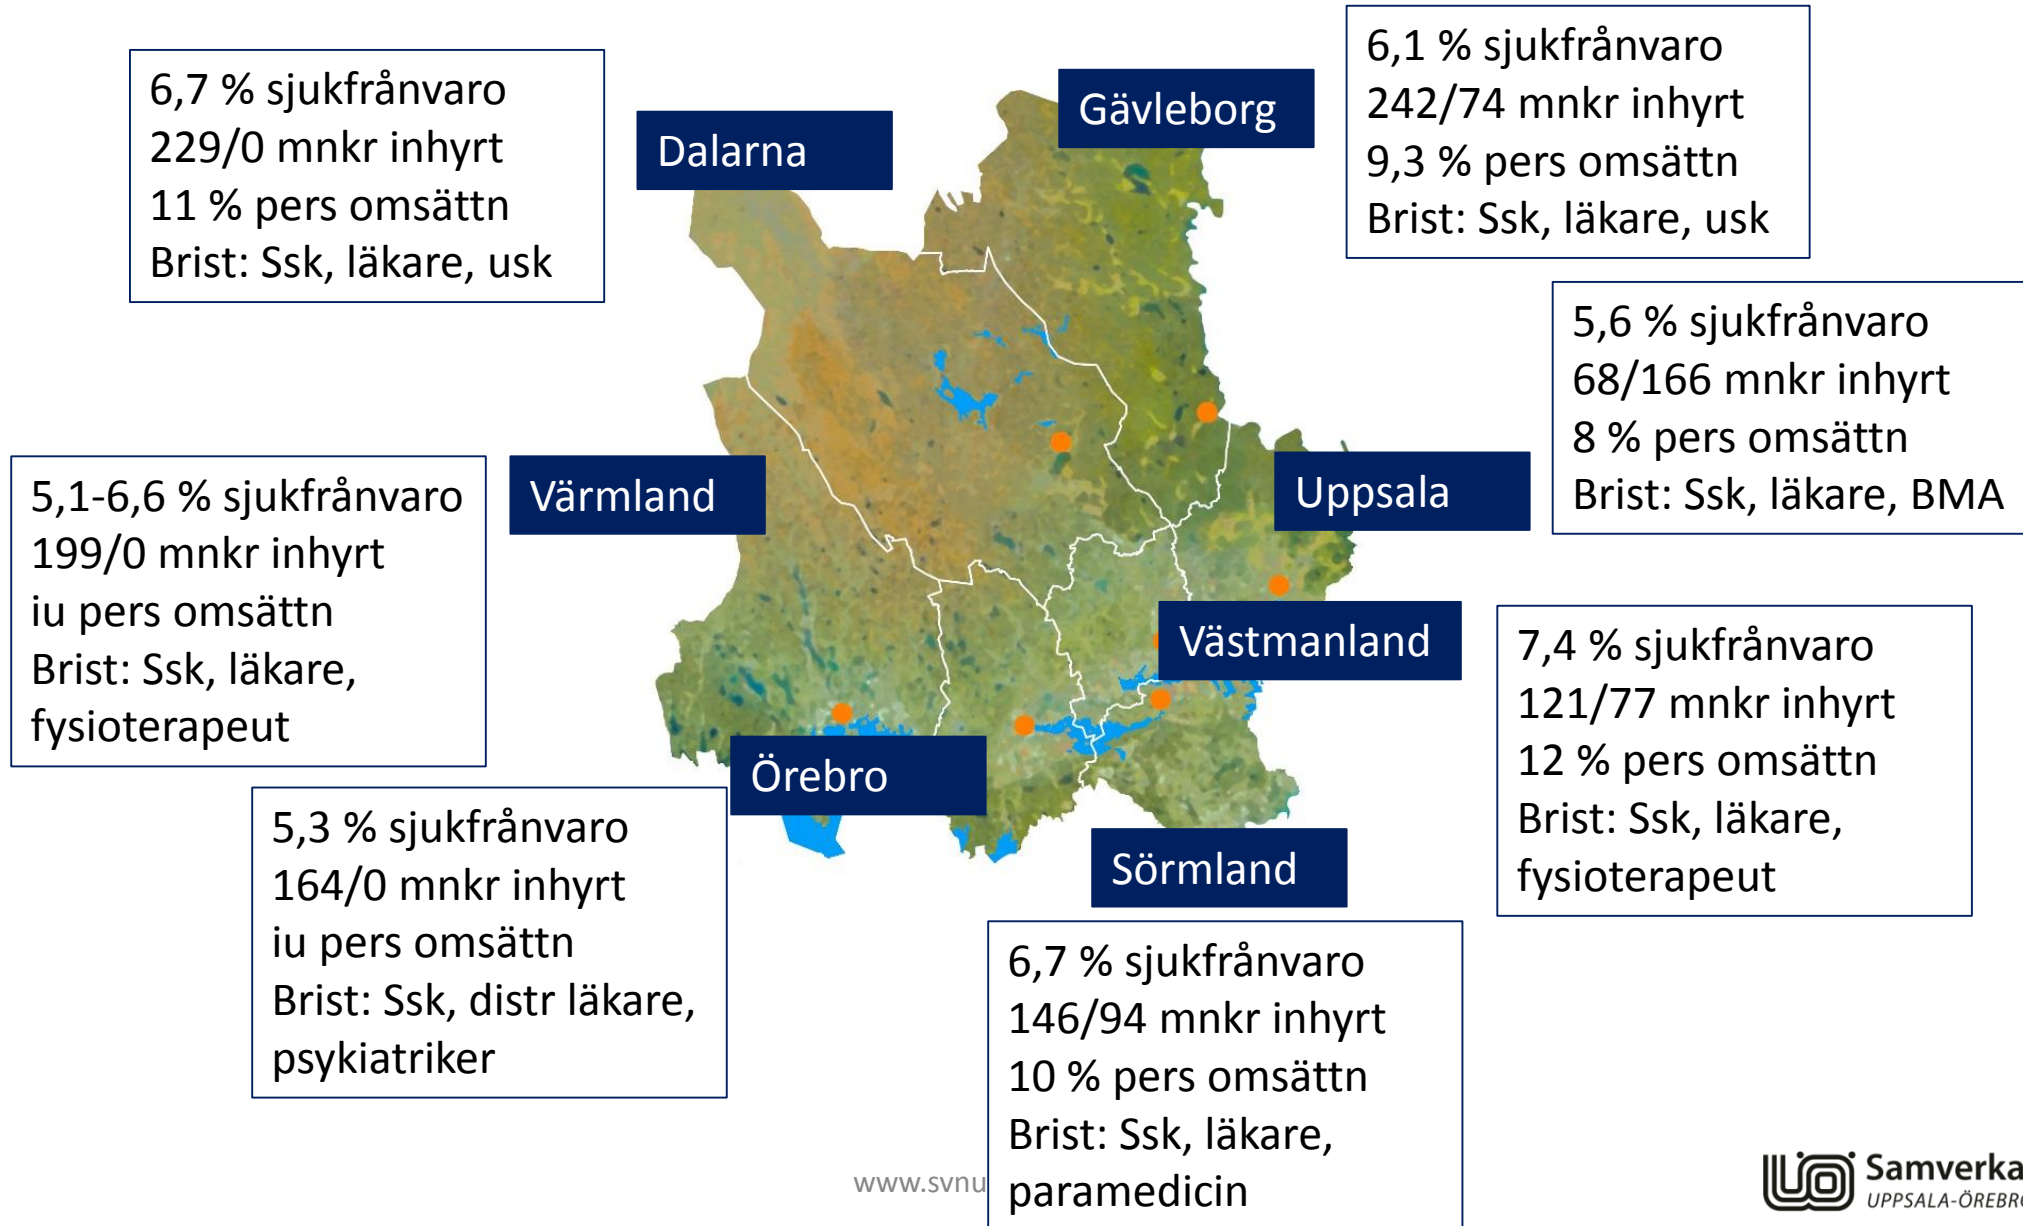 6,7 % sjukfrånvaro
229/0 mnkr inhyrt
11 % pers omsättn
Brist: Ssk, läkare, usk
Dalarna
Gävleborg
6,1 % sjukfrånvaro
242/74 mnkr inhyrt
9,3 % pers omsättn
Brist: Ssk, läkare, usk
5,6 % sjukfrånvaro
68/166 mnkr inhyrt
8 % pers omsättn
Brist: Ssk, läkare, BMA
Uppsala
5,1-6,6 % sjukfrånvaro
199/0 mnkr inhyrt
iu pers omsättn
Brist: Ssk, läkare,
fysioterapeut
Värmland
Västmanland
7,4 % sjukfrånvaro
121/77 mnkr inhyrt
12 % pers omsättn
Brist: Ssk, läkare,
fysioterapeut
Örebro
5,3 % sjukfrånvaro
164/0 mnkr inhyrt
iu pers omsättn
Brist: Ssk, distr läkare,
psykiatriker
Sörmland
6,7 % sjukfrånvaro
146/94 mnkr inhyrt
10 % pers omsättn
Brist: Ssk, läkare,
paramedicin
www.svnu
Samverka
UPPSALA-ÖREBRO